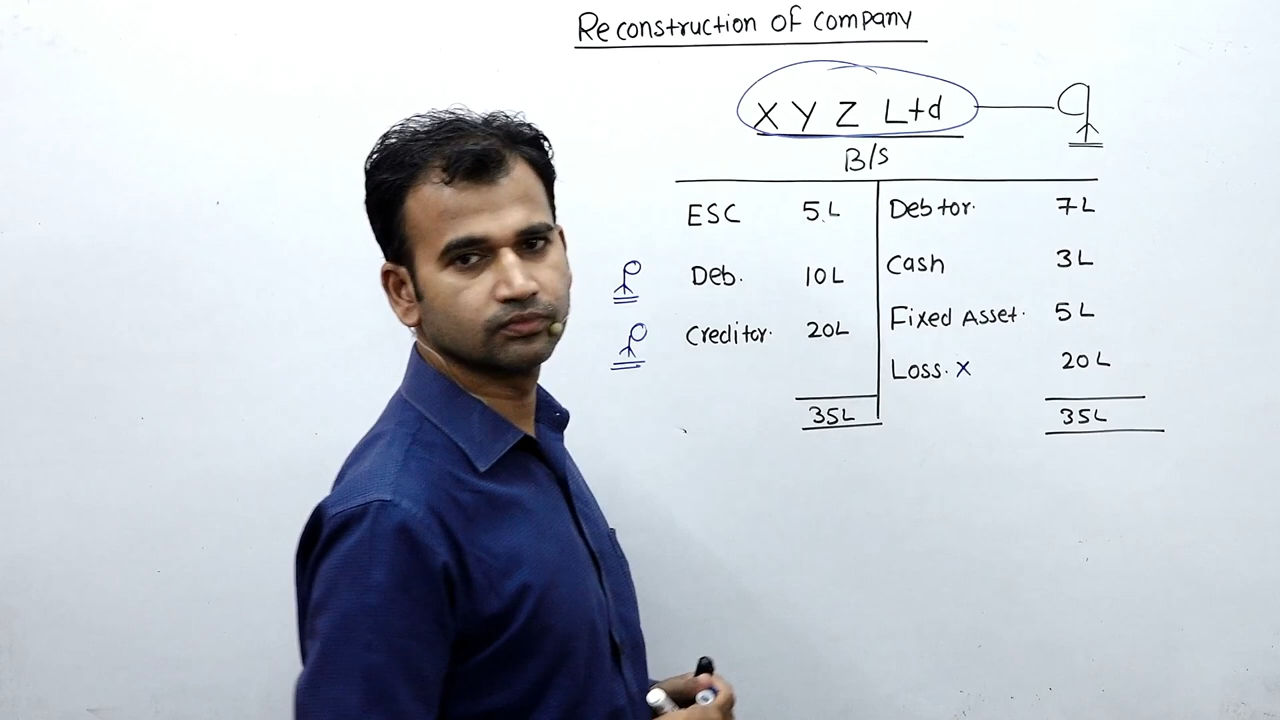 Reconstruction of company
X Y Z Ltd
B/S
ESC 5L Debtor. 7L
Deb. 10L Cash 3L
Creditor. 20L Fixed Asset. 5L
Loss. X 20L
35L 35L